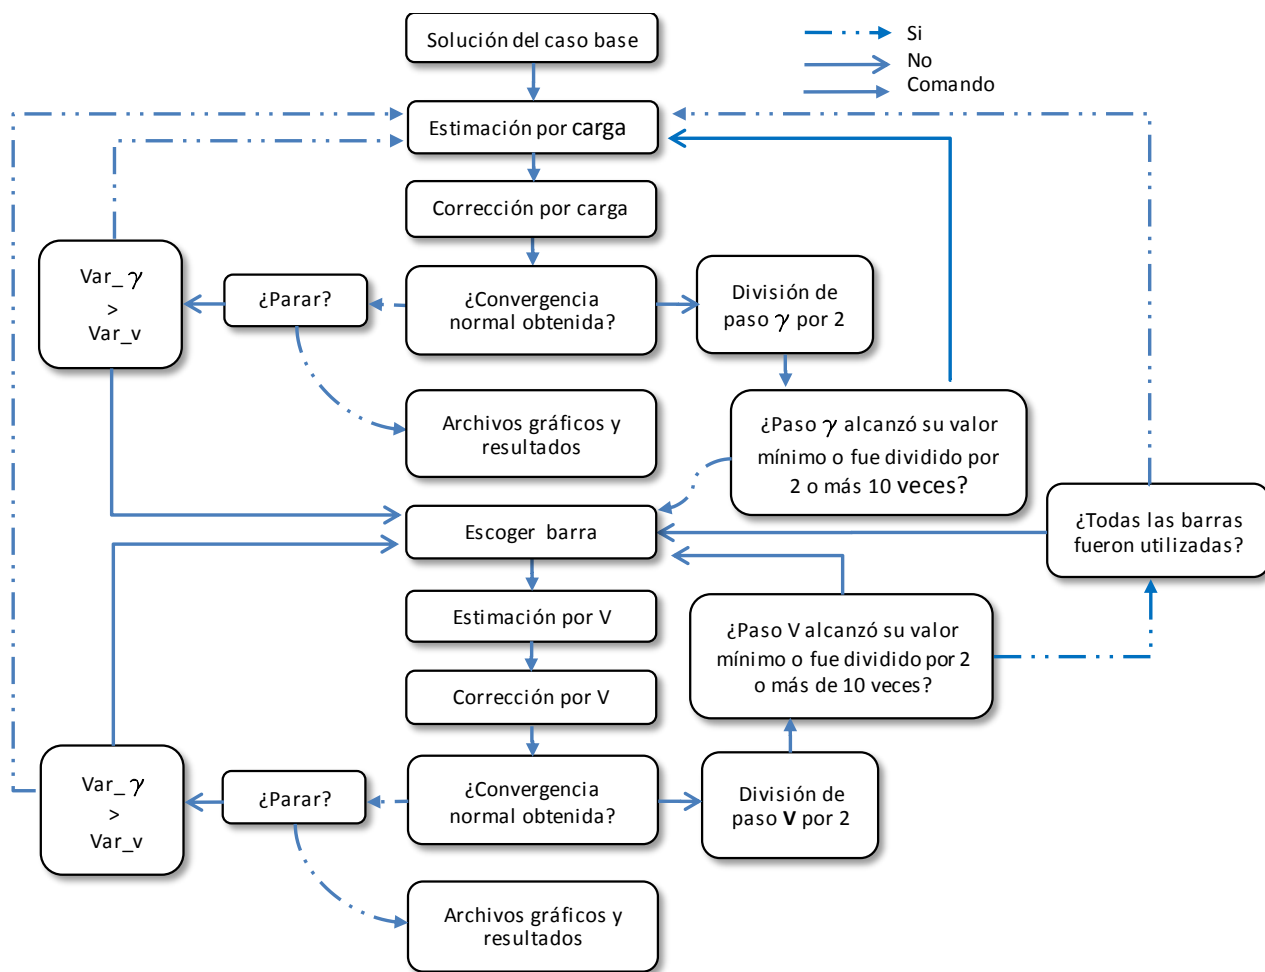 Solución del caso base
Si
No
Comando
Estimación por carga
Corrección por carga
Var_ γ
>
Var_v
¿Parar?
¿Convergencia
normal obtenida?
División de
paso γ por 2
Archivos gráficos y
resultados
¿Paso γ alcanzó su valor
mínimo o fue dividido por
2 o más 10 veces?
Escoger barra
¿Todas las barras
fueron utilizadas?
Estimación por V
¿Paso V alcanzó su valor
mínimo o fue dividido por 2
o más de 10 veces?
Corrección por V
Var_ γ
>
Var_v
¿Parar?
¿Convergencia
normal obtenida?
División de
paso V por 2
Archivos gráficos y
resultados